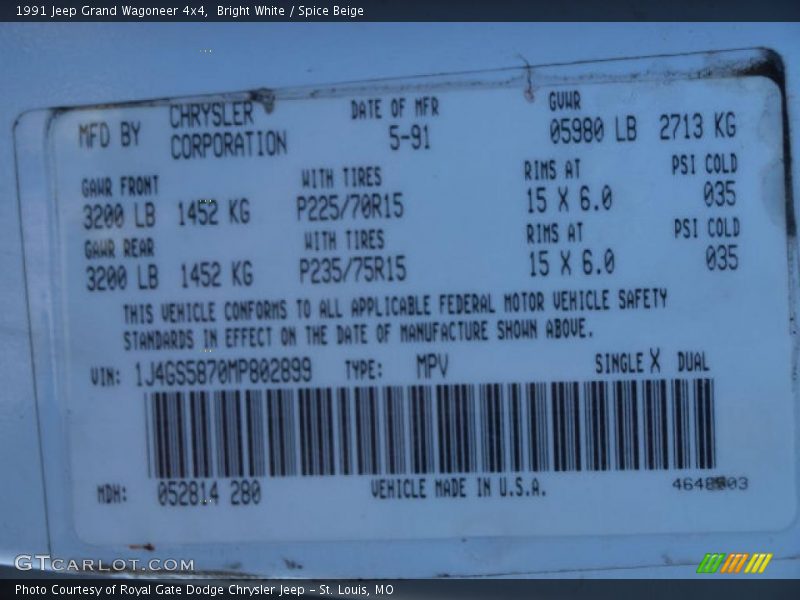 1991 Jeep Grand Wagoneer 4x4,  Bright White / Spice Beige
MFD BY CHRYSLER CORPORATION DATE OF MFR 5-91 GVWR 05980 LB 2713 KG
GAWR FRONT WITH TIRES RIMS AT PSI COLD
3200 LB 1452 KG P225/70R15 15 X 6.0 035
GAWR REAR WITH TIRES RIMS AT PSI COLD
3200 LB 1452 KG P235/75R15 15 X 6.0 035
THIS VEHICLE CONFORMS TO ALL APPLICABLE FEDERAL MOTOR VEHICLE SAFETY
STANDARDS IN EFFECT ON THE DATE OF MANUFACTURE SHOWN ABOVE.
VIN: 1J4GS5870MP802899 TYPE: MPV SINGLE X DUAL
MDH: 052814 280 VEHICLE MADE IN U.S.A.
GTCARLOT.COM
Photo Courtesy of Royal Gate Dodge Chrysler Jeep – St. Louis, MO